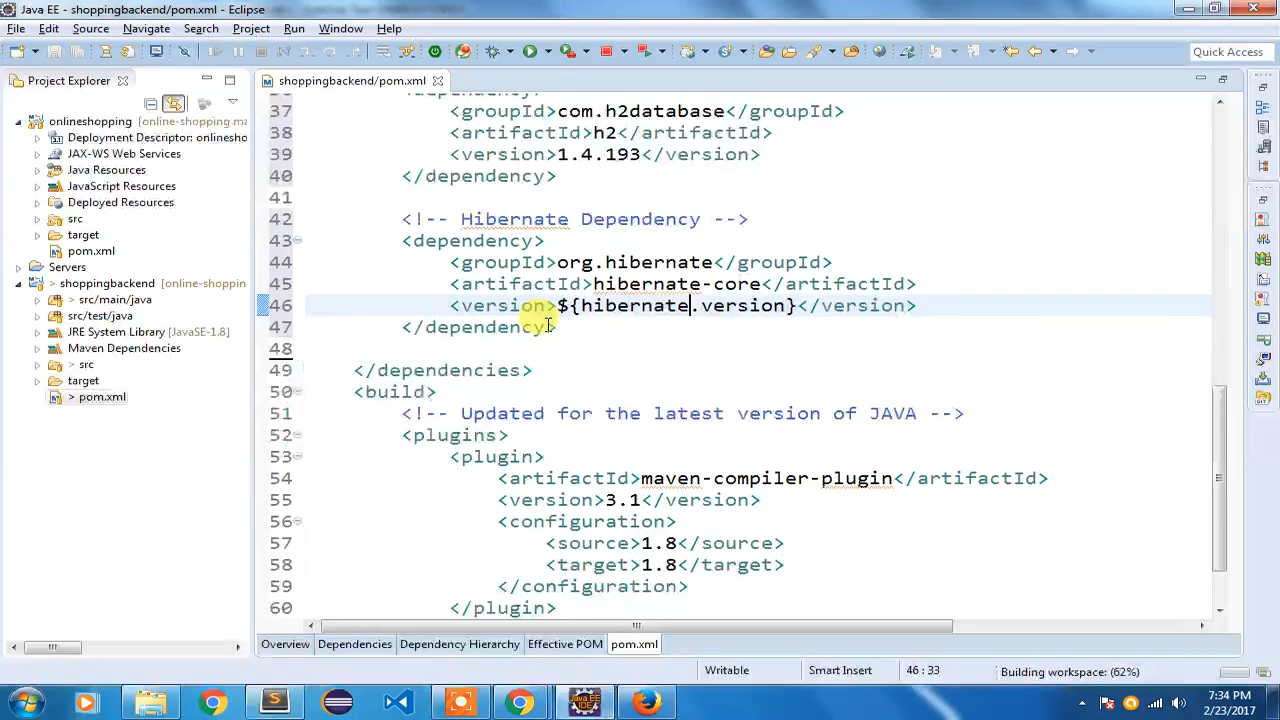 Java EE - shoppingbackend/pom.xml - Eclipse
File Edit Source Navigate Search Project Run Window Help
Quick Access
Project Explorer
shoppingbackend/pom.xml
onlineshopping [online-shopping ma
Deployment Descriptor: onlinesho
JAX-WS Web Services
Java Resources
JavaScript Resources
Deployed Resources
src
target
pom.xml
Servers
> shoppingbackend [online-shoppin
> src/main/java
src/test/java
JRE System Library [JavaSE-1.8]
Maven Dependencies
> src
target
> pom.xml
36 <dependency>
37 <groupId>com.h2database</groupId>
38 <artifactId>h2</artifactId>
39 <version>1.4.193</version>
40 </dependency>
41
42 <!-- Hibernate Dependency -->
43 <dependency>
44 <groupId>org.hibernate</groupId>
45 <artifactId>hibernate-core</artifactId>
46 <version>${hibernate.version}</version>
47 </dependency>
48
49 </dependencies>
50 <build>
51 <!-- Updated for the latest version of JAVA -->
52 <plugins>
53 <plugin>
54 <artifactId>maven-compiler-plugin</artifactId>
55 <version>3.1</version>
56 <configuration>
57 <source>1.8</source>
58 <target>1.8</target>
59 </configuration>
60 </plugin>
Overview Dependencies Dependency Hierarchy Effective POM pom.xml
Writable Smart Insert 46 : 33 Building workspace: (62%)
7:34 PM
2/23/2017